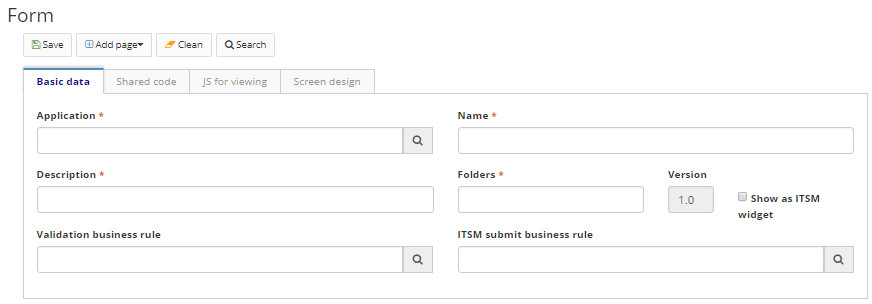 Form
Save Add page Clean Search
Basic data Shared code JS for viewing Screen design
Application * Name *
Description * Folders * Version
1.0 Show as ITSM
widget
Validation business rule ITSM submit business rule